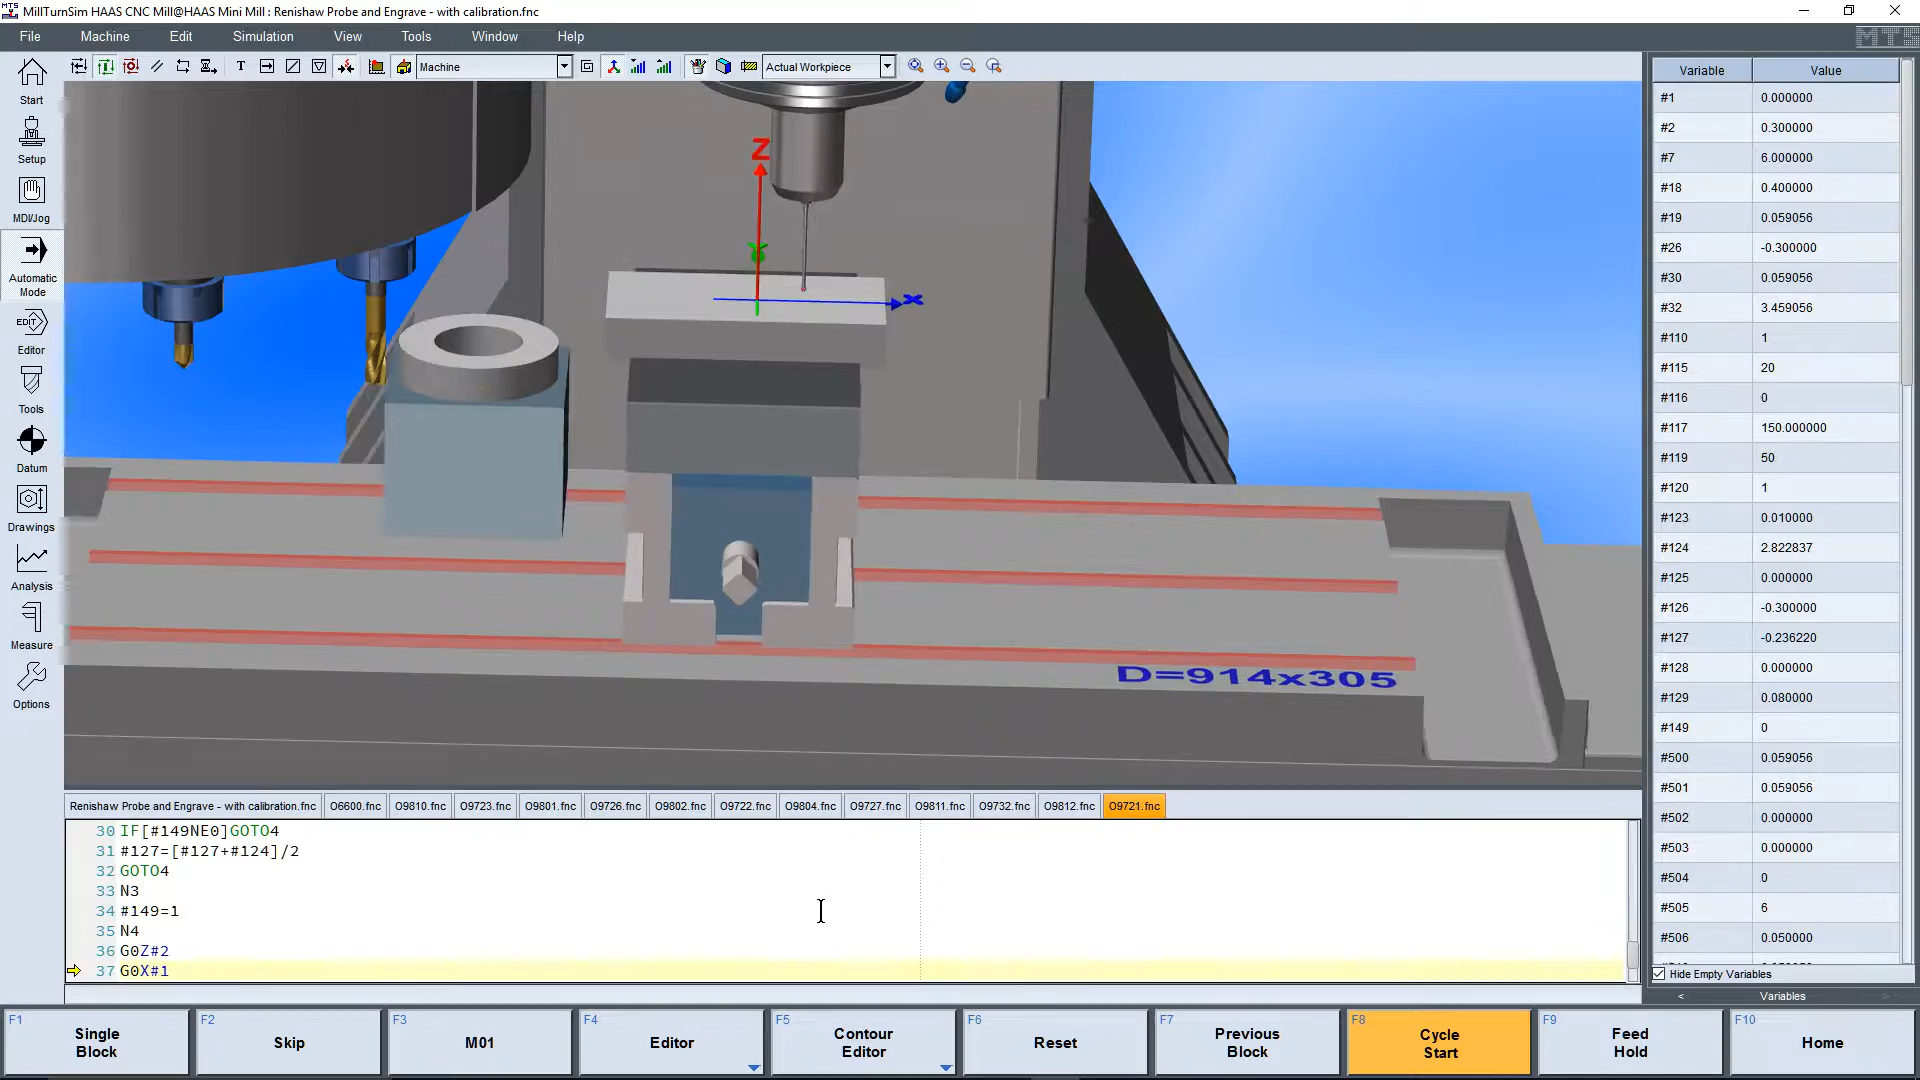 MTS MillTurnSim HAAS CNC Mill@HAAS Mini Mill : Renishaw Probe and Engrave - with calibration.fnc
File Machine Edit Simulation View Tools Window Help
MTS
T Machine Actual Workpiece
Start
Setup
MDI/Jog
Automatic
Mode
EDIT
Editor
Tools
Datum
Drawings
Analysis
Measure
Options
Z
Y
X
D=914x305
Variable Value
#1 0.000000
#2 0.300000
#7 6.000000
#18 0.400000
#19 0.059056
#26 -0.300000
#30 0.059056
#32 3.459056
#110 1
#115 20
#116 0
#117 150.000000
#119 50
#120 1
#123 0.010000
#124 2.822837
#125 0.000000
#126 -0.300000
#127 -0.236220
#128 0.000000
#129 0.080000
#149 0
#500 0.059056
#501 0.059056
#502 0.000000
#503 0.000000
#504 0
#505 6
#506 0.050000
Hide Empty Variables
< Variables >
Renishaw Probe and Engrave - with calibration.fnc O6600.fnc O9810.fnc O9723.fnc O9801.fnc O9726.fnc O9802.fnc O9722.fnc O9804.fnc O9727.fnc O9811.fnc O9732.fnc O9812.fnc O9721.fnc
30 IF[#149NE0]GOTO4
31 #127=[#127+#124]/2
32 GOTO4
33 N3
34 #149=1
35 N4
36 G0Z#2
37 G0X#1
F1 Single Block
F2 Skip
F3 M01
F4 Editor
F5 Contour Editor
F6 Reset
F7 Previous Block
F8 Cycle Start
F9 Feed Hold
F10 Home